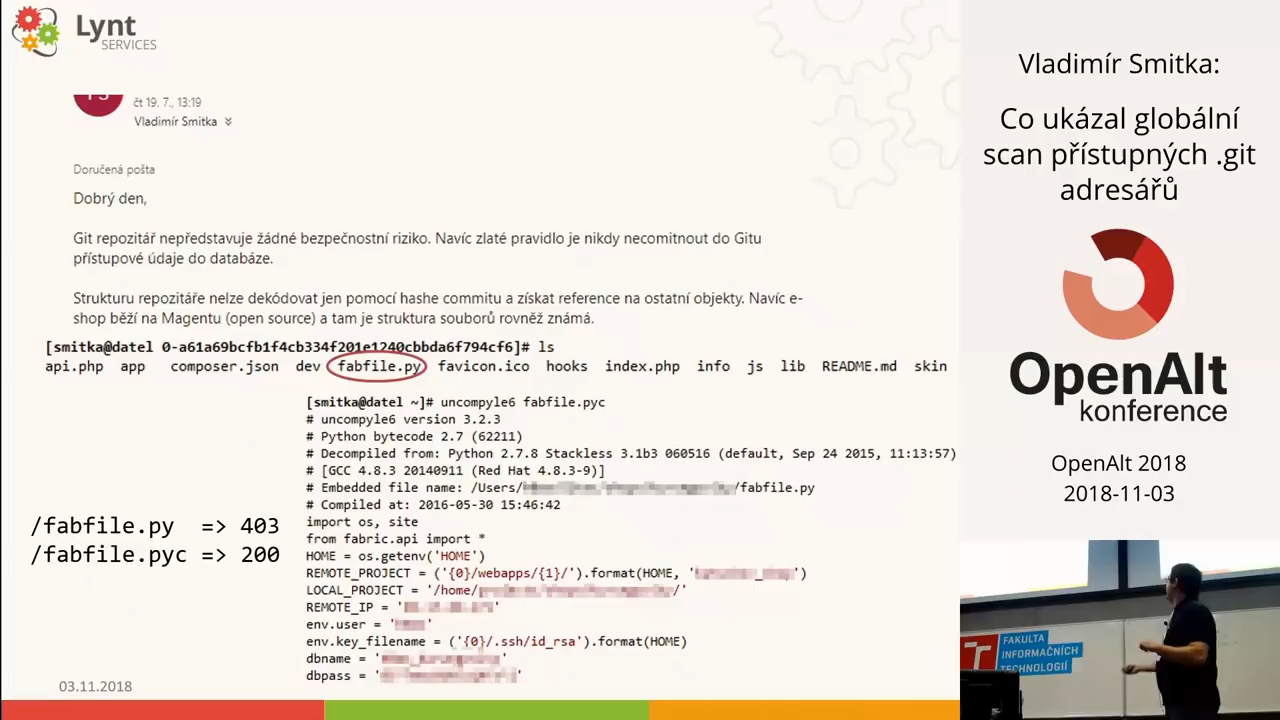 Lynt
SERVICES
čt 19. 7., 13:19
Vladimír Smitka
Doručená pošta
Dobrý den,
Git repozitář nepředstavuje žádné bezpečnostní riziko. Navíc zlaté pravidlo je nikdy necomitnout do Gitu
přístupové údaje do databáze.
Strukturu repozitáře nelze dekódovat jen pomocí hashe commitu a získat reference na ostatní objekty. Navíc e-
shop běží na Magentu (open source) a tam je struktura souborů rovněž známá.
[smitka@datel 0-a61a69bcfb1f4cb334f201e1240cbbda6f794cf6]# ls
api.php app composer.json dev fabfile.py favicon.ico hooks index.php info js lib README.md skin
[smitka@datel ~]# uncompyle6 fabfile.pyc
# uncompyle6 version 3.2.3
# Python bytecode 2.7 (62211)
# Decompiled from: Python 2.7.8 Stackless 3.1b3 060516 (default, Sep 24 2015, 11:13:57)
# [GCC 4.8.3 20140911 (Red Hat 4.8.3-9)]
# Embedded file name: /Users/ /fabfile.py
# Compiled at: 2016-05-30 15:46:42
import os, site
from fabric.api import *
HOME = os.getenv('HOME')
REMOTE_PROJECT = ('{0}/webapps/{1}/').format(HOME, ' ')
LOCAL_PROJECT = '/home/ /'
REMOTE_IP = ' '
env.user = ' '
env.key_filename = ('{0}/.ssh/id_rsa').format(HOME)
dbname = ' '
dbpass = ' '
/fabfile.py => 403
/fabfile.pyc => 200
03.11.2018
Vladimír Smitka:
Co ukázal globální
scan přístupných .git
adresářů
OpenAlt
konference
OpenAlt 2018
2018-11-03
FAKULTA
INFORMAČNÍCH
TECHNOLOGIÍ